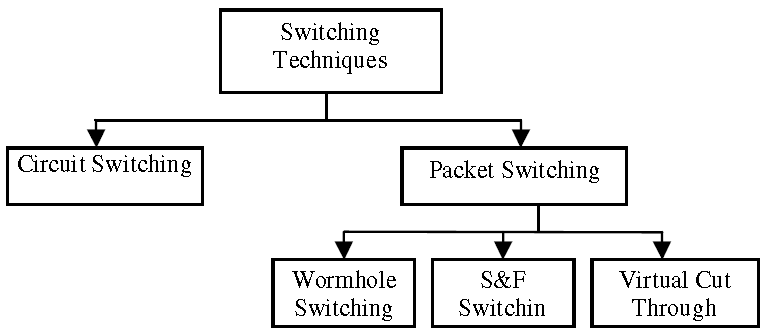 Switching
Techniques
Circuit Switching
Packet Switching
Wormhole
Switching
S&F
Switchin
Virtual Cut
Through